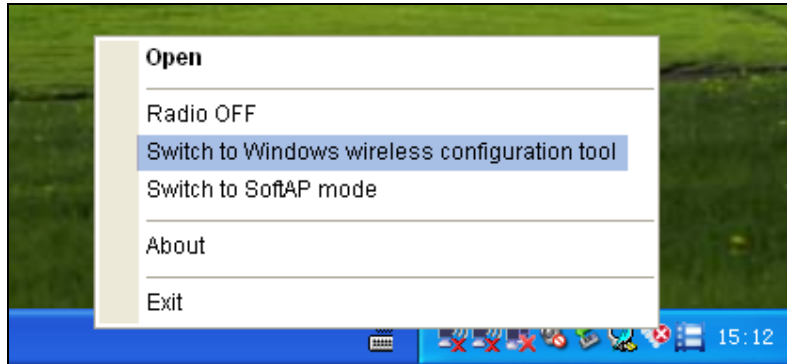 Open
Radio OFF
Switch to Windows wireless configuration tool
Switch to SoftAP mode
About
Exit
15:12